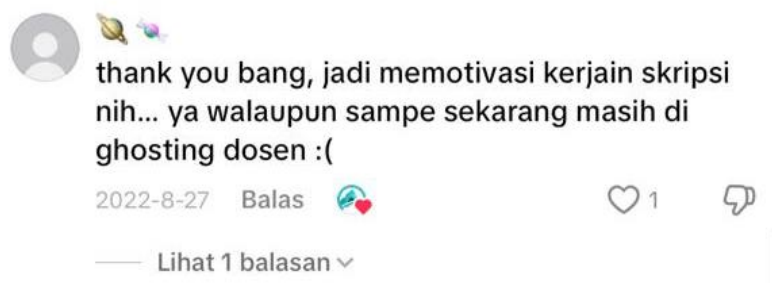 🪐🍬
thank you bang, jadi memotivasi kerjain skripsi
nih... ya walaupun sampe sekarang masih di
ghosting dosen :(
2022-8-27 Balas 1
Lihat 1 balasan